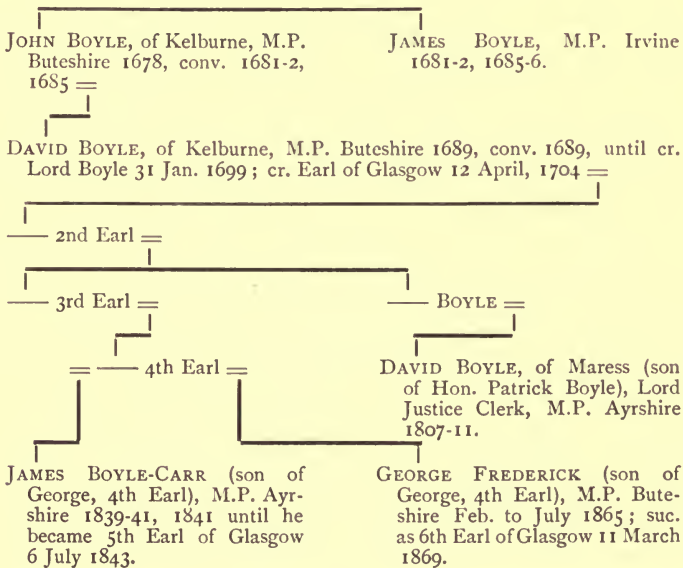 JOHN BOYLE, of Kelburne, M.P.
Buteshire 1678, conv. 1681-2,
1685 =
JAMES BOYLE, M.P. Irvine
1681-2, 1685-6.
DAVID BOYLE, of Kelburne, M.P. Buteshire 1689, conv. 1689, until cr.
Lord Boyle 31 Jan. 1699; cr. Earl of Glasgow 12 April, 1704 =
— 2nd Earl =
— 3rd Earl =
— BOYLE =
= — 4th Earl =
DAVID BOYLE, of Maress (son
of Hon. Patrick Boyle), Lord
Justice Clerk, M.P. Ayrshire
1807-11.
JAMES BOYLE-CARR (son of
George, 4th Earl), M.P. Ayr-
shire 1839-41, 1841 until he
became 5th Earl of Glasgow
6 July 1843.
GEORGE FREDERICK (son of
George, 4th Earl), M.P. Bute-
shire Feb. to July 1865; suc.
as 6th Earl of Glasgow 11 March
1869.